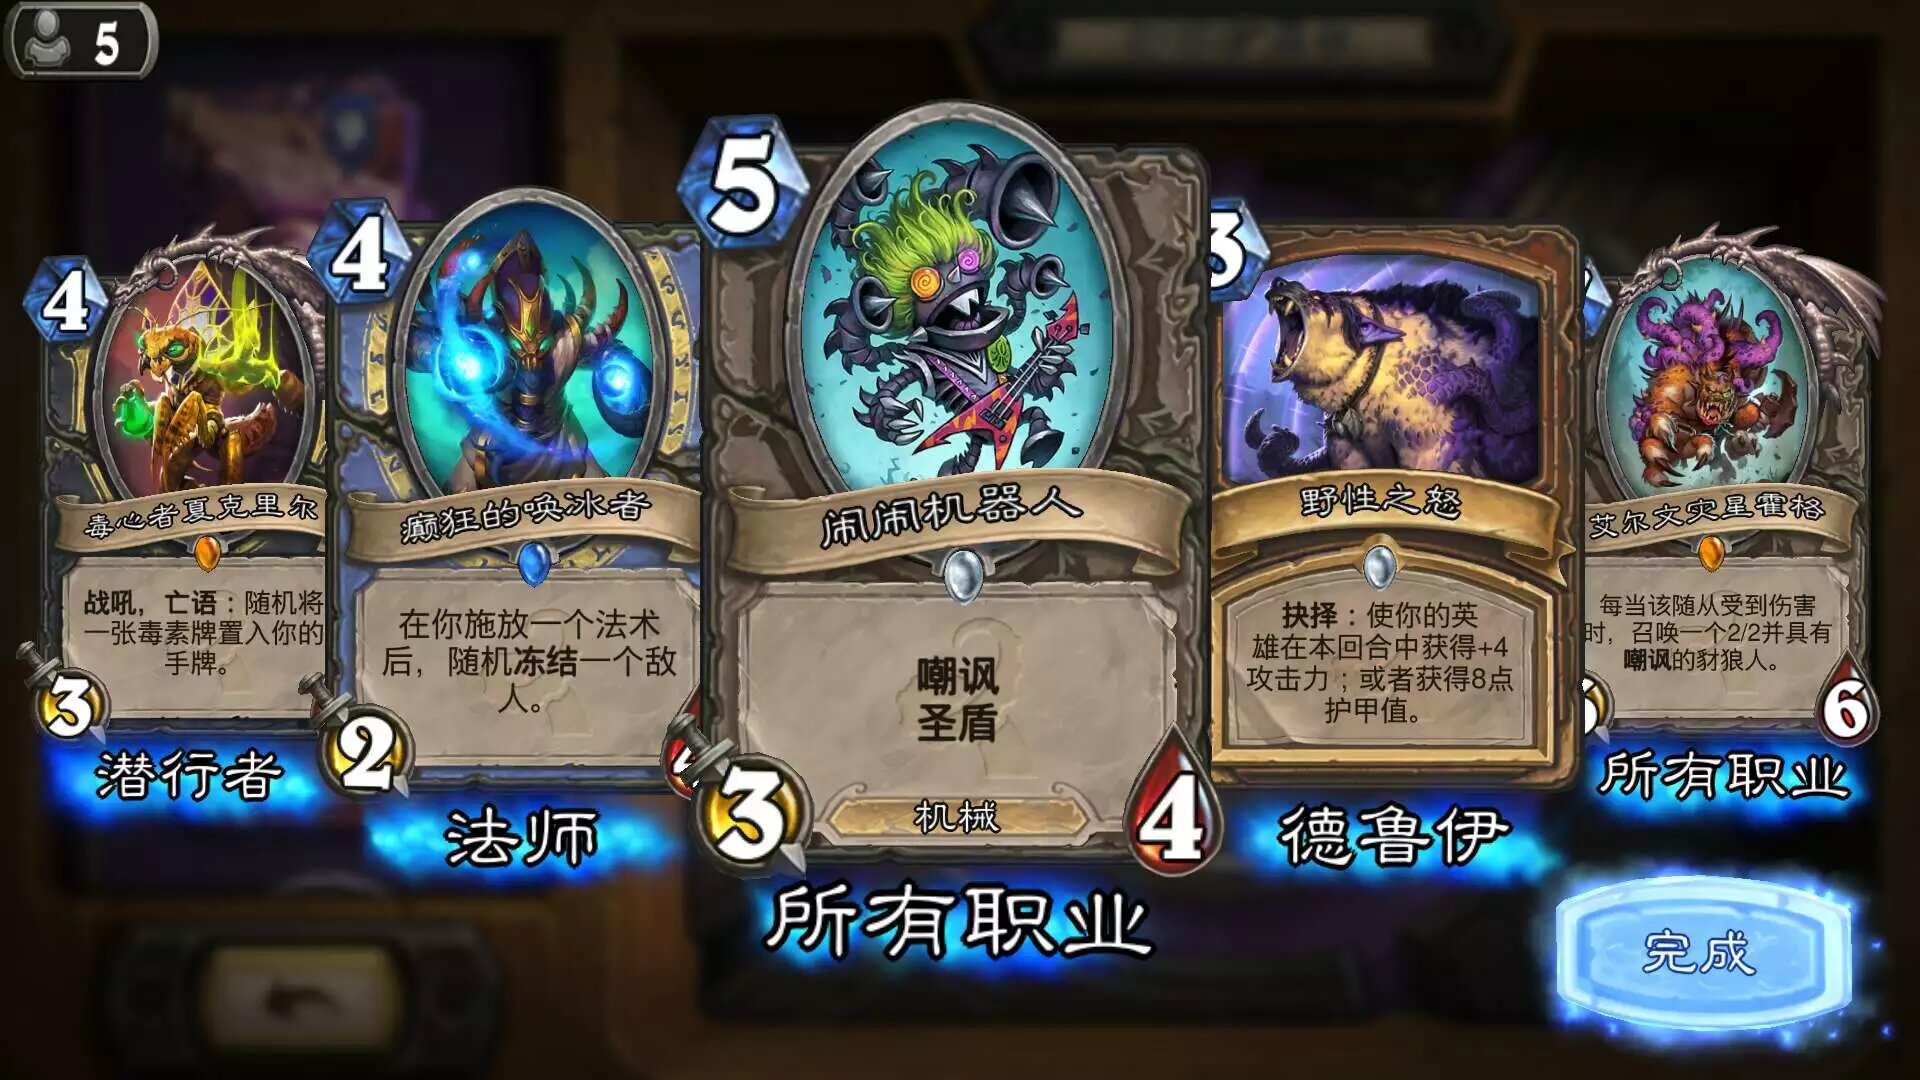 5
4
毒心者夏克里尔
战吼，亡语：随机将
一张毒素牌置入你的
手牌。
3
潜行者
4
癫狂的唤冰者
在你施放一个法术
后，随机冻结一个敌
人。
2
法师
5
闹闹机器人
嘲讽
圣盾
机械
3
4
所有职业
3
野性之怒
抉择：使你的英
雄在本回合中获得+4
攻击力；或者获得8点
护甲值。
德鲁伊
艾尔文灾星霍格
每当该随从受到伤害
时，召唤一个2/2并具有
嘲讽的豺狼人。
6
所有职业
完成